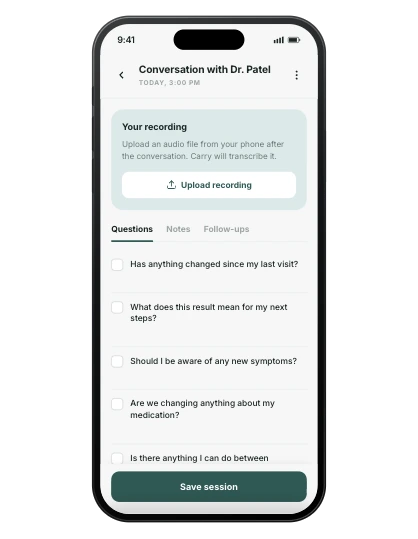 9:41
Conversation with Dr. Patel
TODAY, 3:00 PM
Your recording
Upload an audio file from your phone after
the conversation. Carry will transcribe it.
Upload recording
Questions Notes Follow-ups
Has anything changed since my last visit?
What does this result mean for my next
steps?
Should I be aware of any new symptoms?
Are we changing anything about my
medication?
Is there anything I can do between
Save session